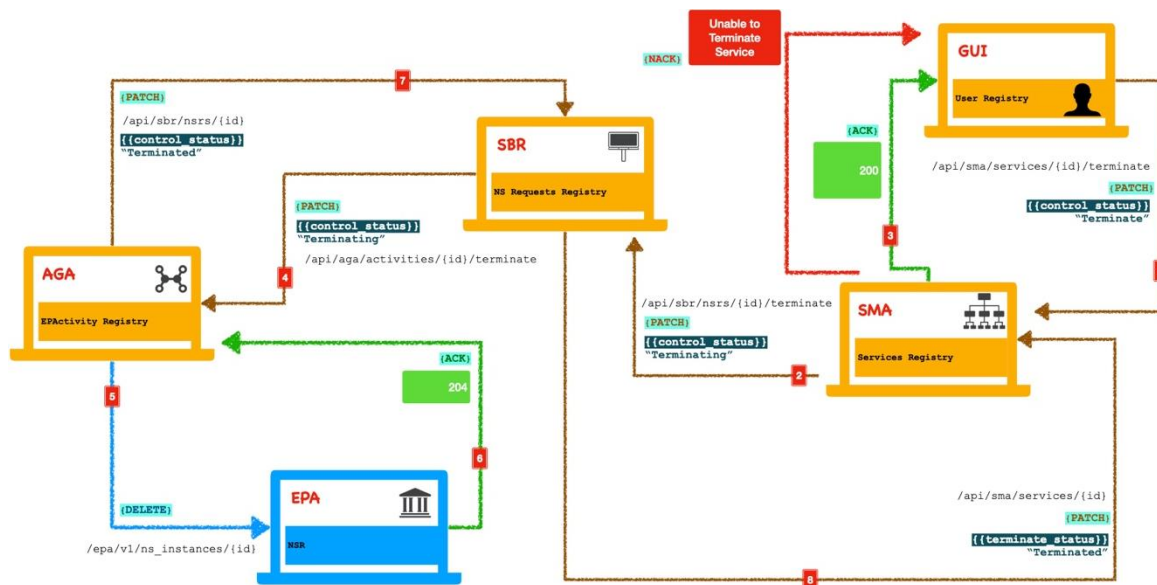 Unable to
Terminate
Service
{NACK}
GUI
User Registry
7
{PATCH}
/api/sbr/nsrs/{id}
{{control_status}}
“Terminated”
SBR
NS Requests Registry
{ACK}
200
/api/sma/services/{id}/terminate
{PATCH}
{{control_status}}
“Terminate”
{PATCH}
{{control_status}}
“Terminating”
/api/aga/activities/{id}/terminate
4
3
AGA
EPActivity Registry
/api/sbr/nsrs/{id}/terminate
{PATCH}
{{control_status}}
“Terminating”
2
SMA
Services Registry
{ACK}
204
5
6
EPA
NSR
{DELETE}
/epa/v1/ns_instances/{id}
/api/sma/services/{id}
{PATCH}
{{terminate_status}}
“Terminated”
8